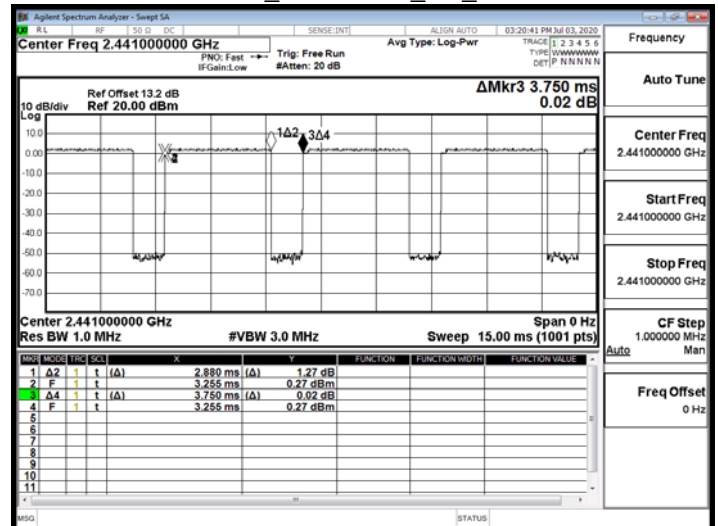 Agilent Spectrum Analyzer - Swept SA
RL RF 50 Ω DC SENSE:INT ALIGN AUTO 03:20:41 PM Jul 03, 2020
Center Freq 2.441000000 GHz
PNO: Fast
IFGain:Low
Trig: Free Run
#Atten: 20 dB
Avg Type: Log-Pwr
TRACE 1 2 3 4 5 6
TYPE WWWWWW
DET P N N N N N
Frequency
Ref Offset 13.2 dB
Ref 20.00 dBm
10 dB/div
Log
ΔMkr3 3.750 ms
0.02 dB
10.0
0.00
-10.0
-20.0
-30.0
-40.0
-50.0
-60.0
-70.0
1Δ2
3Δ4
Center 2.441000000 GHz
Span 0 Hz
Res BW 1.0 MHz
#VBW 3.0 MHz
Sweep 15.00 ms (1001 pts)
MKR MODE TRC SCL X Y FUNCTION FUNCTION WIDTH FUNCTION VALUE
1 Δ2 1 t (Δ) 2.880 ms (Δ) 1.27 dB
2 F 1 t 3.255 ms 0.27 dBm
3 Δ4 1 t (Δ) 3.750 ms (Δ) 0.02 dB
4 F 1 t 3.255 ms 0.27 dBm
5
6
7
8
9
10
11
MSG
STATUS
Auto Tune
Center Freq
2.441000000 GHz
Start Freq
2.441000000 GHz
Stop Freq
2.441000000 GHz
CF Step
1.000000 MHz
Auto Man
Freq Offset
0 Hz